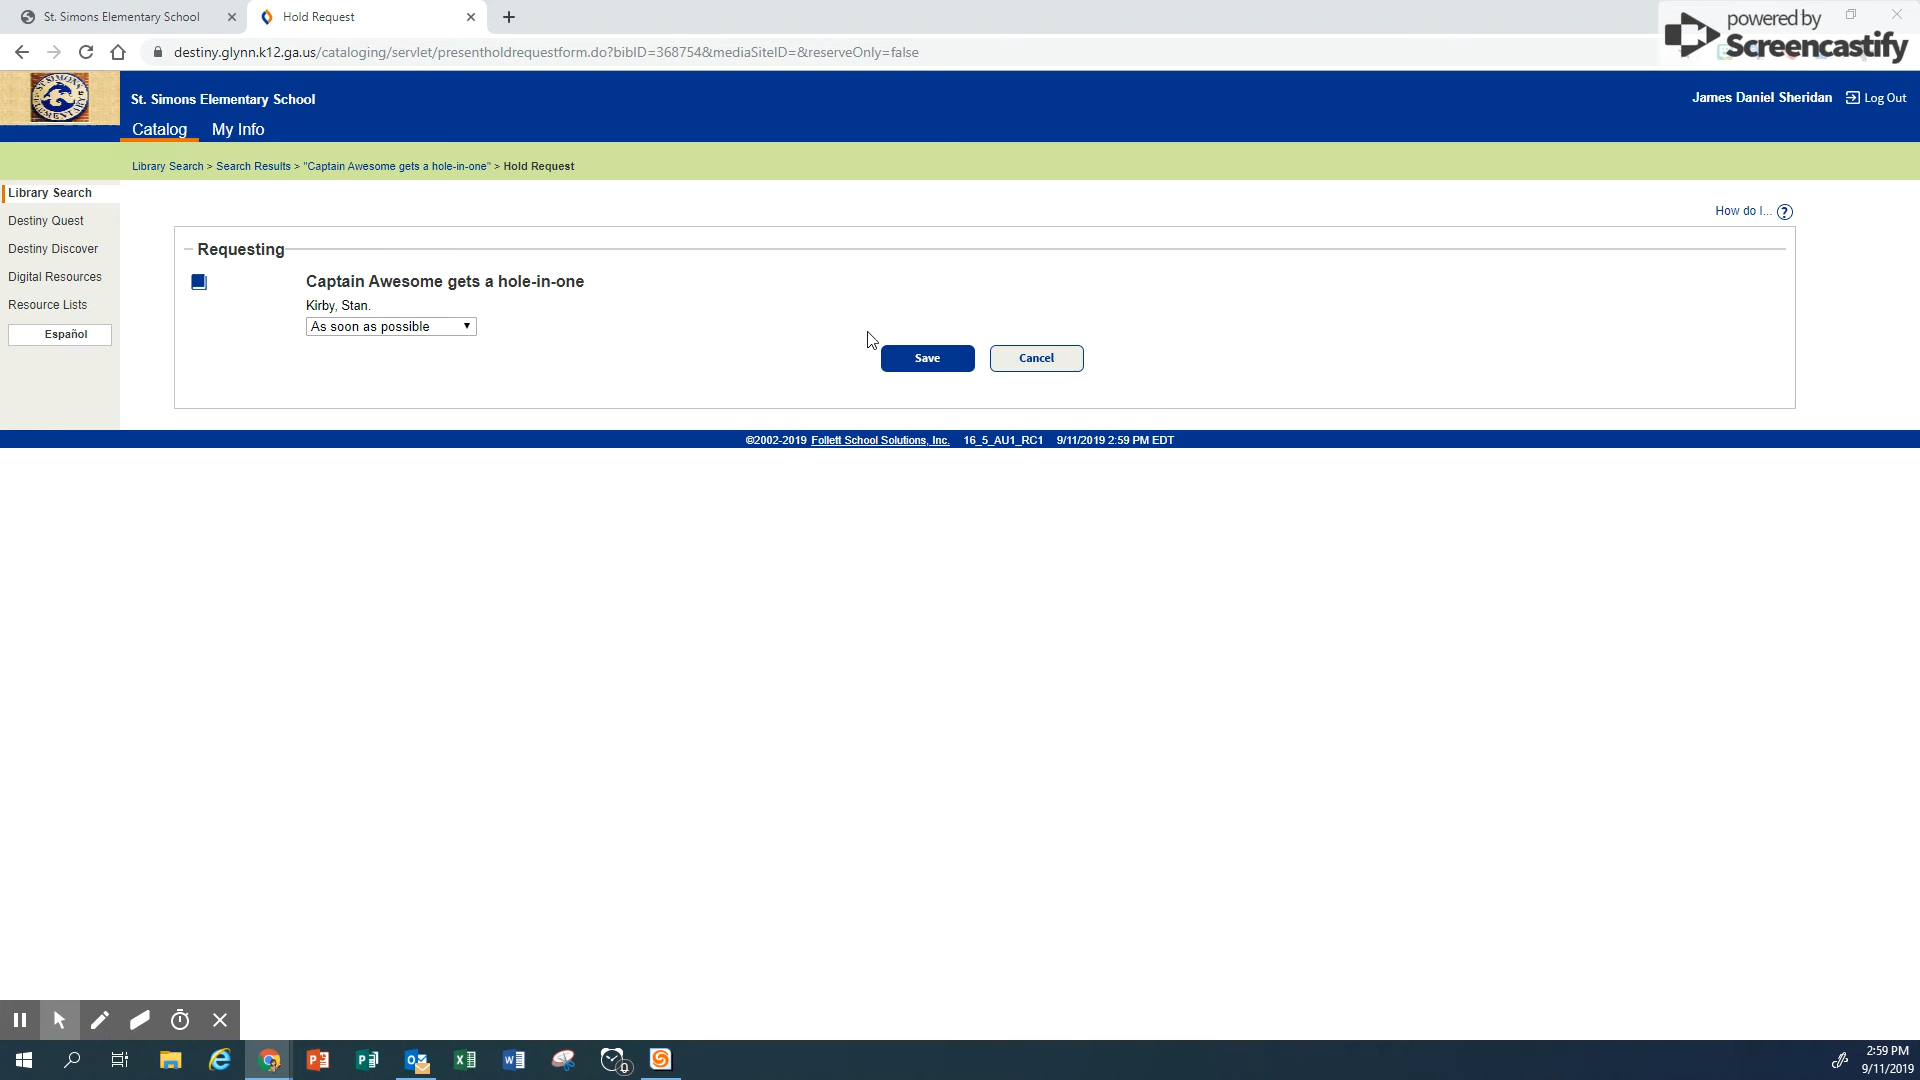 St. Simons Elementary School
Hold Request
powered by
Screencastify
destiny.glynn.k12.ga.us/cataloging/servlet/presentholdrequestform.do?bibID=368754&mediaSiteID=&reserveOnly=false
St. Simons Elementary School
James Daniel Sheridan Log Out
Catalog My Info
Library Search > Search Results > "Captain Awesome gets a hole-in-one" > Hold Request
Library Search
Destiny Quest
Destiny Discover
Digital Resources
Resource Lists
Español
How do I... ?
Requesting
Captain Awesome gets a hole-in-one
Kirby, Stan.
As soon as possible
Save Cancel
©2002-2019 Follett School Solutions, Inc. 16_5_AU1_RC1 9/11/2019 2:59 PM EDT
2:59 PM
9/11/2019